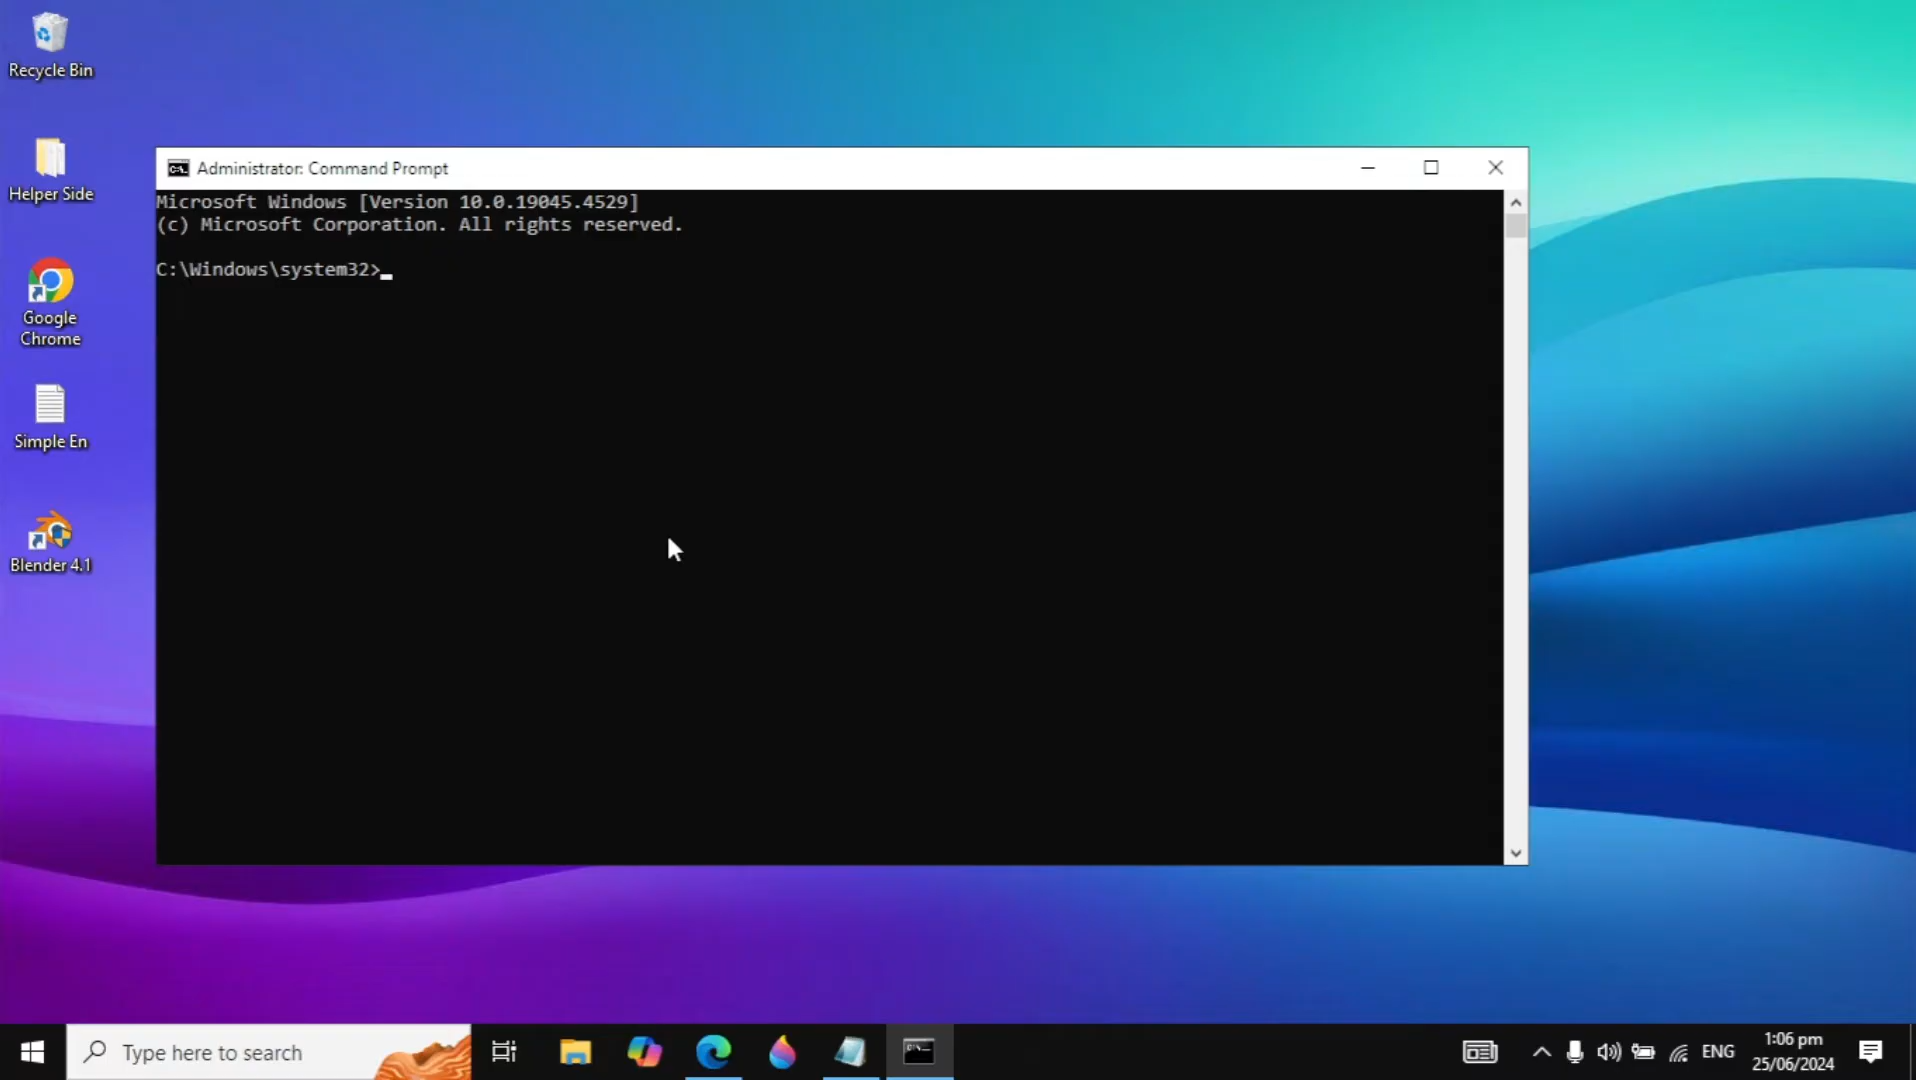 Recycle Bin
Helper Side
Google
Chrome
Simple En
Blender 4.1
Administrator: Command Prompt
Microsoft Windows [Version 10.0.19045.4529]
(c) Microsoft Corporation. All rights reserved.
C:\Windows\system32>
Type here to search
ENG
1:06 pm
25/06/2024